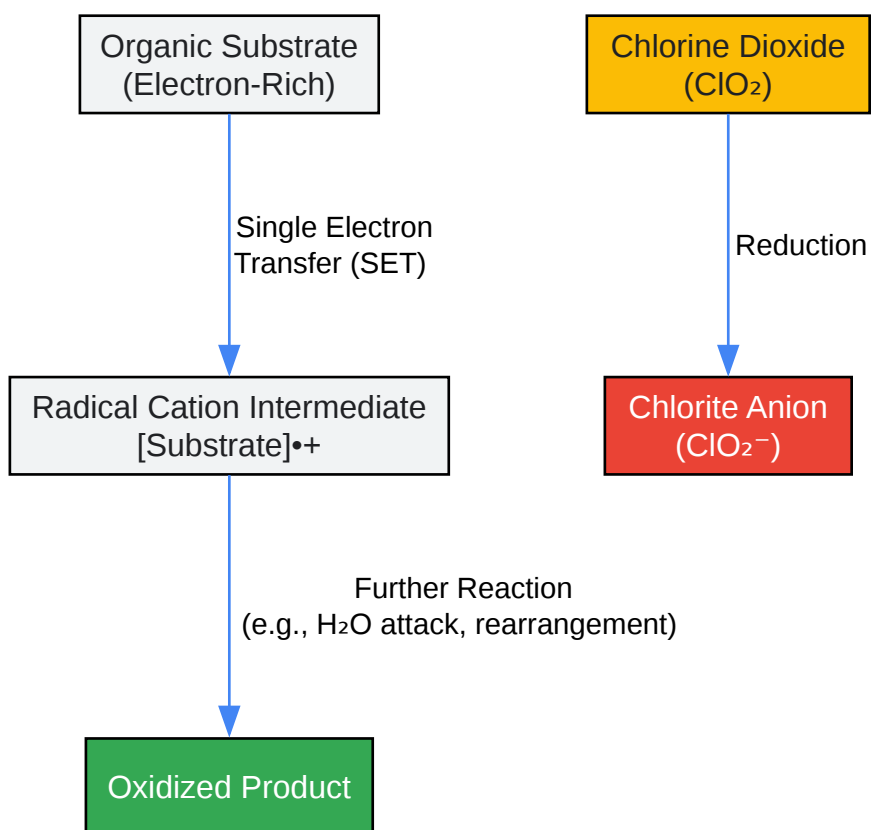 Organic Substrate
(Electron-Rich)
Chlorine Dioxide
(ClO₂)
Single Electron
Transfer (SET)
Reduction
Radical Cation Intermediate
[Substrate]•+
Chlorite Anion
(ClO₂⁻)
Further Reaction
(e.g., H₂O attack, rearrangement)
Oxidized Product